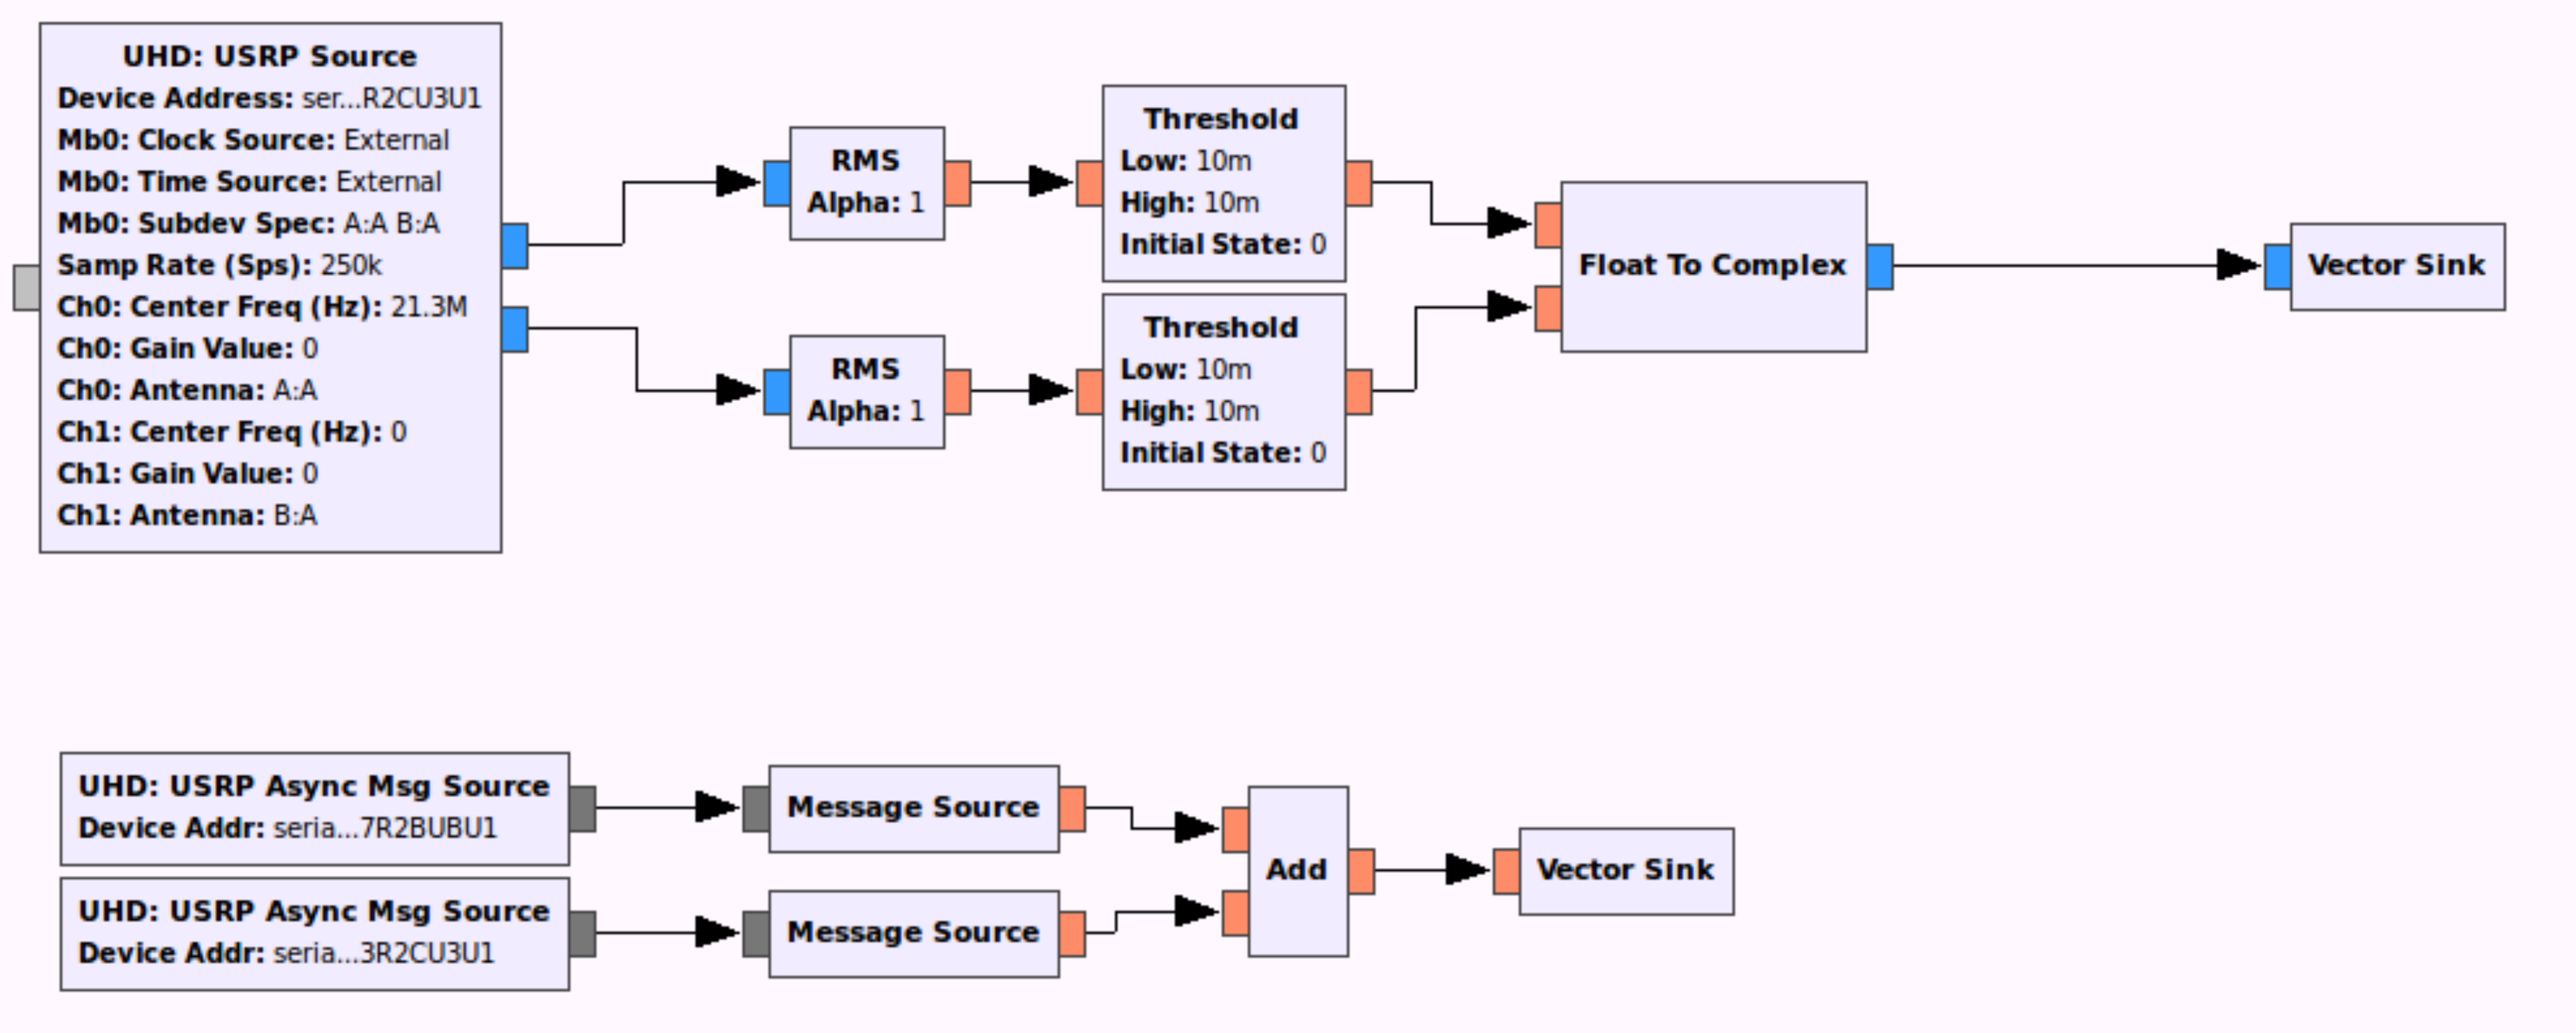 UHD: USRP Source
Device Address: ser...R2CU3U1
Mb0: Clock Source: External
Mb0: Time Source: External
Mb0: Subdev Spec: A:A B:A
Samp Rate (Sps): 250k
Ch0: Center Freq (Hz): 21.3M
Ch0: Gain Value: 0
Ch0: Antenna: A:A
Ch1: Center Freq (Hz): 0
Ch1: Gain Value: 0
Ch1: Antenna: B:A
RMS
Alpha: 1
Threshold
Low: 10m
High: 10m
Initial State: 0
RMS
Alpha: 1
Threshold
Low: 10m
High: 10m
Initial State: 0
Float To Complex
Vector Sink
UHD: USRP Async Msg Source
Device Addr: seria...7R2BUBU1
Message Source
UHD: USRP Async Msg Source
Device Addr: seria...3R2CU3U1
Message Source
Add
Vector Sink